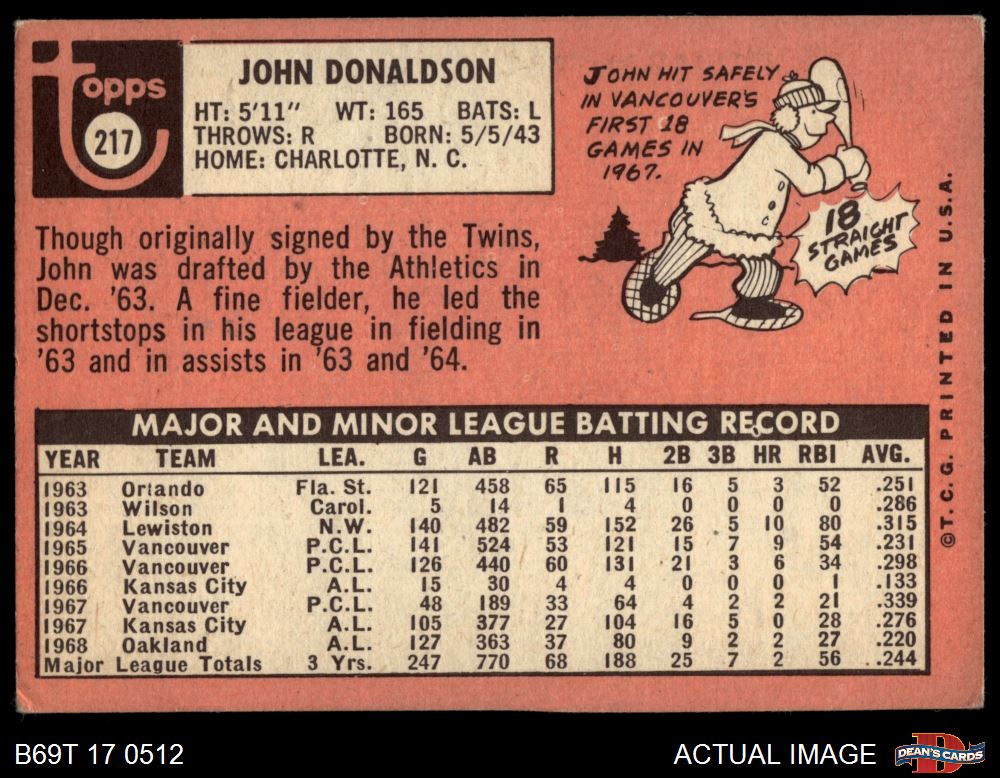 topps
217
JOHN DONALDSON
HT: 5'11" WT: 165 BATS: L
THROWS: R BORN: 5/5/43
HOME: CHARLOTTE, N. C.
JOHN HIT SAFELY
IN VANCOUVER'S
FIRST 18
GAMES IN
1967.
18
STRAIGHT
GAMES
Though originally signed by the Twins,
John was drafted by the Athletics in
Dec. '63. A fine fielder, he led the
shortstops in his league in fielding in
'63 and in assists in '63 and '64.
MAJOR AND MINOR LEAGUE BATTING RECORD
YEAR TEAM LEA. G AB R H 2B 3B HR RBI AVG.
1963 Orlando Fla. St. 121 458 65 115 16 5 3 52 .251
1963 Wilson Carol. 5 14 1 4 0 0 0 0 .286
1964 Lewiston N.W. 140 482 59 152 26 5 10 80 .315
1965 Vancouver P.C.L. 141 524 53 121 15 7 9 54 .231
1966 Vancouver P.C.L. 126 440 60 131 21 3 6 34 .298
1966 Kansas City A.L. 15 30 4 4 0 0 0 1 .133
1967 Vancouver P.C.L. 48 189 33 64 4 2 2 21 .339
1967 Kansas City A.L. 105 377 27 104 16 5 0 28 .276
1968 Oakland A.L. 127 363 37 80 9 2 2 27 .220
Major League Totals 3 Yrs. 247 770 68 188 25 7 2 56 .244
©T. C. G. PRINTED IN U.S.A.
B69T 17 0512
ACTUAL IMAGE
DEAN'S CARDS